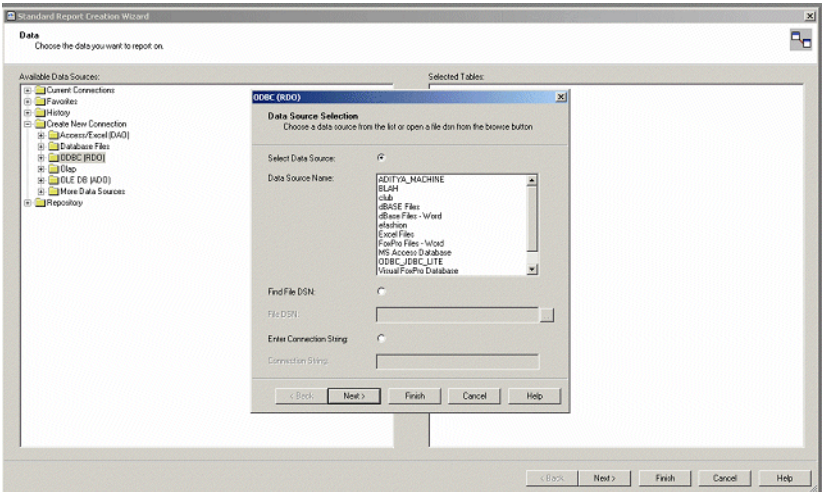 Standard Report Creation Wizard
Data
Choose the data you want to report on.
Available Data Sources:
Current Connections
Favorites
History
Create New Connection
Access/Excel (DAO)
Database Files
ODBC (RDO)
Olap
OLE DB (ADO)
More Data Sources
Repository
Selected Tables:
ODBC (RDO)
Data Source Selection
Choose a data source from the list or open a file dsn from the browse button
Select Data Source:
Data Source Name:
ADITYA_MACHINE
BLAH
club
dBASE Files
dBase Files - Word
efashion
Excel Files
FoxPro Files - Word
MS Access Database
ODBC_JDBC_LITE
Visual FoxPro Database
Find File DSN:
File DSN:
Enter Connection String:
Connection String:
< Back Next > Finish Cancel Help
< Back Next > Finish Cancel Help